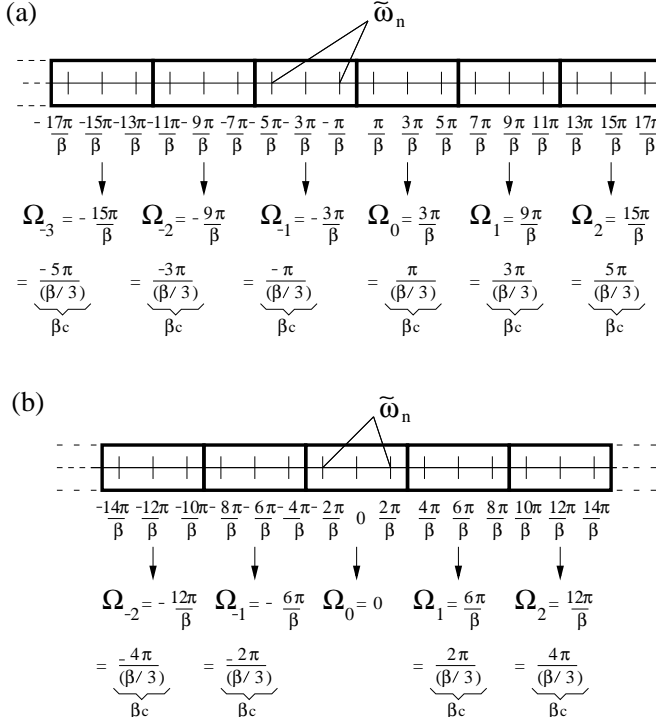 (a)
ω̃n
- 17π/β -15π/β -13π/β -11π/β - 9π/β -7π/β - 5π/β - 3π/β - π/β π/β 3π/β 5π/β 7π/β 9π/β 11π/β 13π/β 15π/β 17π/β
Ω-3 = - 15π/β Ω-2 = - 9π/β Ω-1 = - 3π/β Ω0 = 3π/β Ω1 = 9π/β Ω2 = 15π/β
= - 5π/(β/3) = -3π/(β/3) = - π/(β/3) = π/(β/3) = 3π/(β/3) = 5π/(β/3)
βc βc βc βc βc βc
(b)
ω̃n
-14π/β -12π/β -10π/β - 8π/β - 6π/β - 4π/β - 2π/β 0 2π/β 4π/β 6π/β 8π/β 10π/β 12π/β 14π/β
Ω-2 = - 12π/β Ω-1 = - 6π/β Ω0 = 0 Ω1 = 6π/β Ω2 = 12π/β
= - 4π/(β/3) = - 2π/(β/3) = 2π/(β/3) = 4π/(β/3)
βc βc βc βc